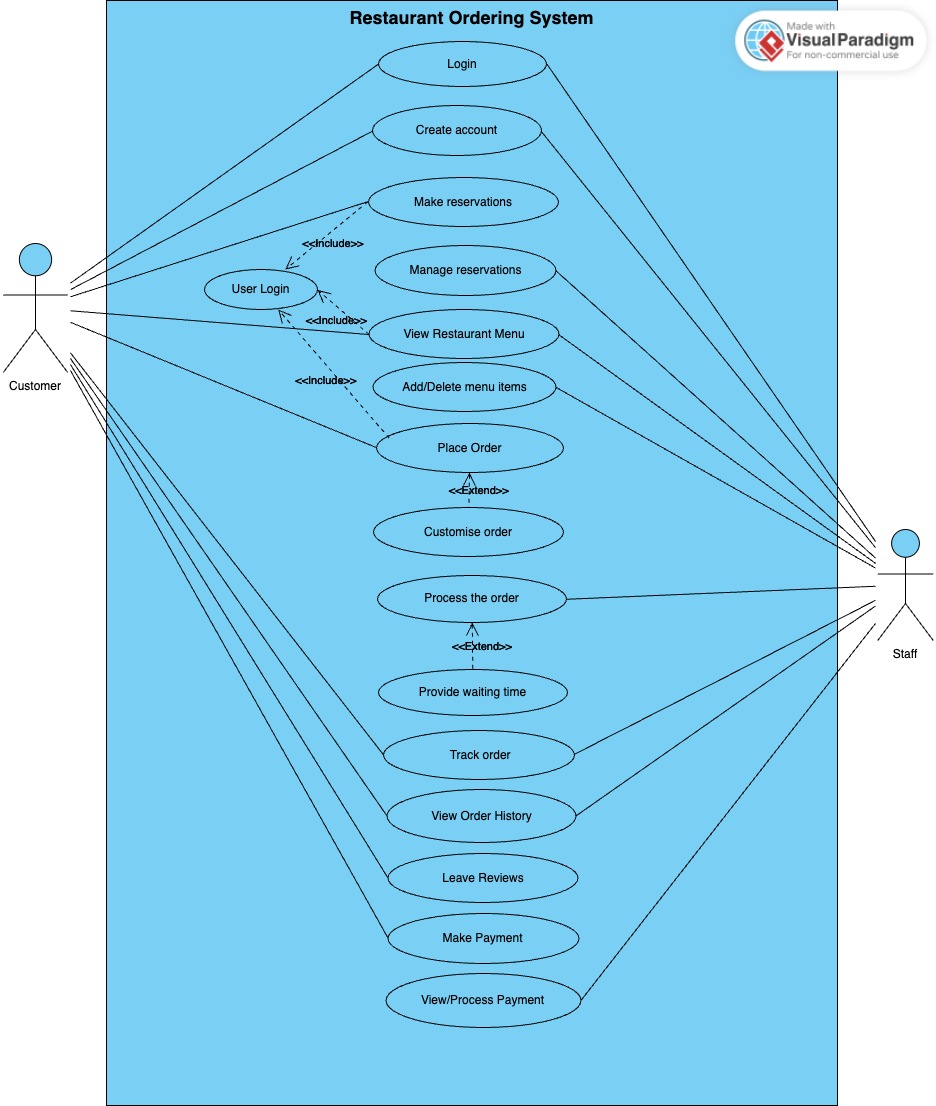 Restaurant Ordering System
Made with
VisualParadigm
For non-commercial use
Login
Create account
Make reservations
<<Include>>
Manage reservations
User Login
<<Include>>
View Restaurant Menu
<<Include>>
Add/Delete menu items
Customer
Place Order
<<Extend>>
Customise order
Process the order
<<Extend>>
Staff
Provide waiting time
Track order
View Order History
Leave Reviews
Make Payment
View/Process Payment